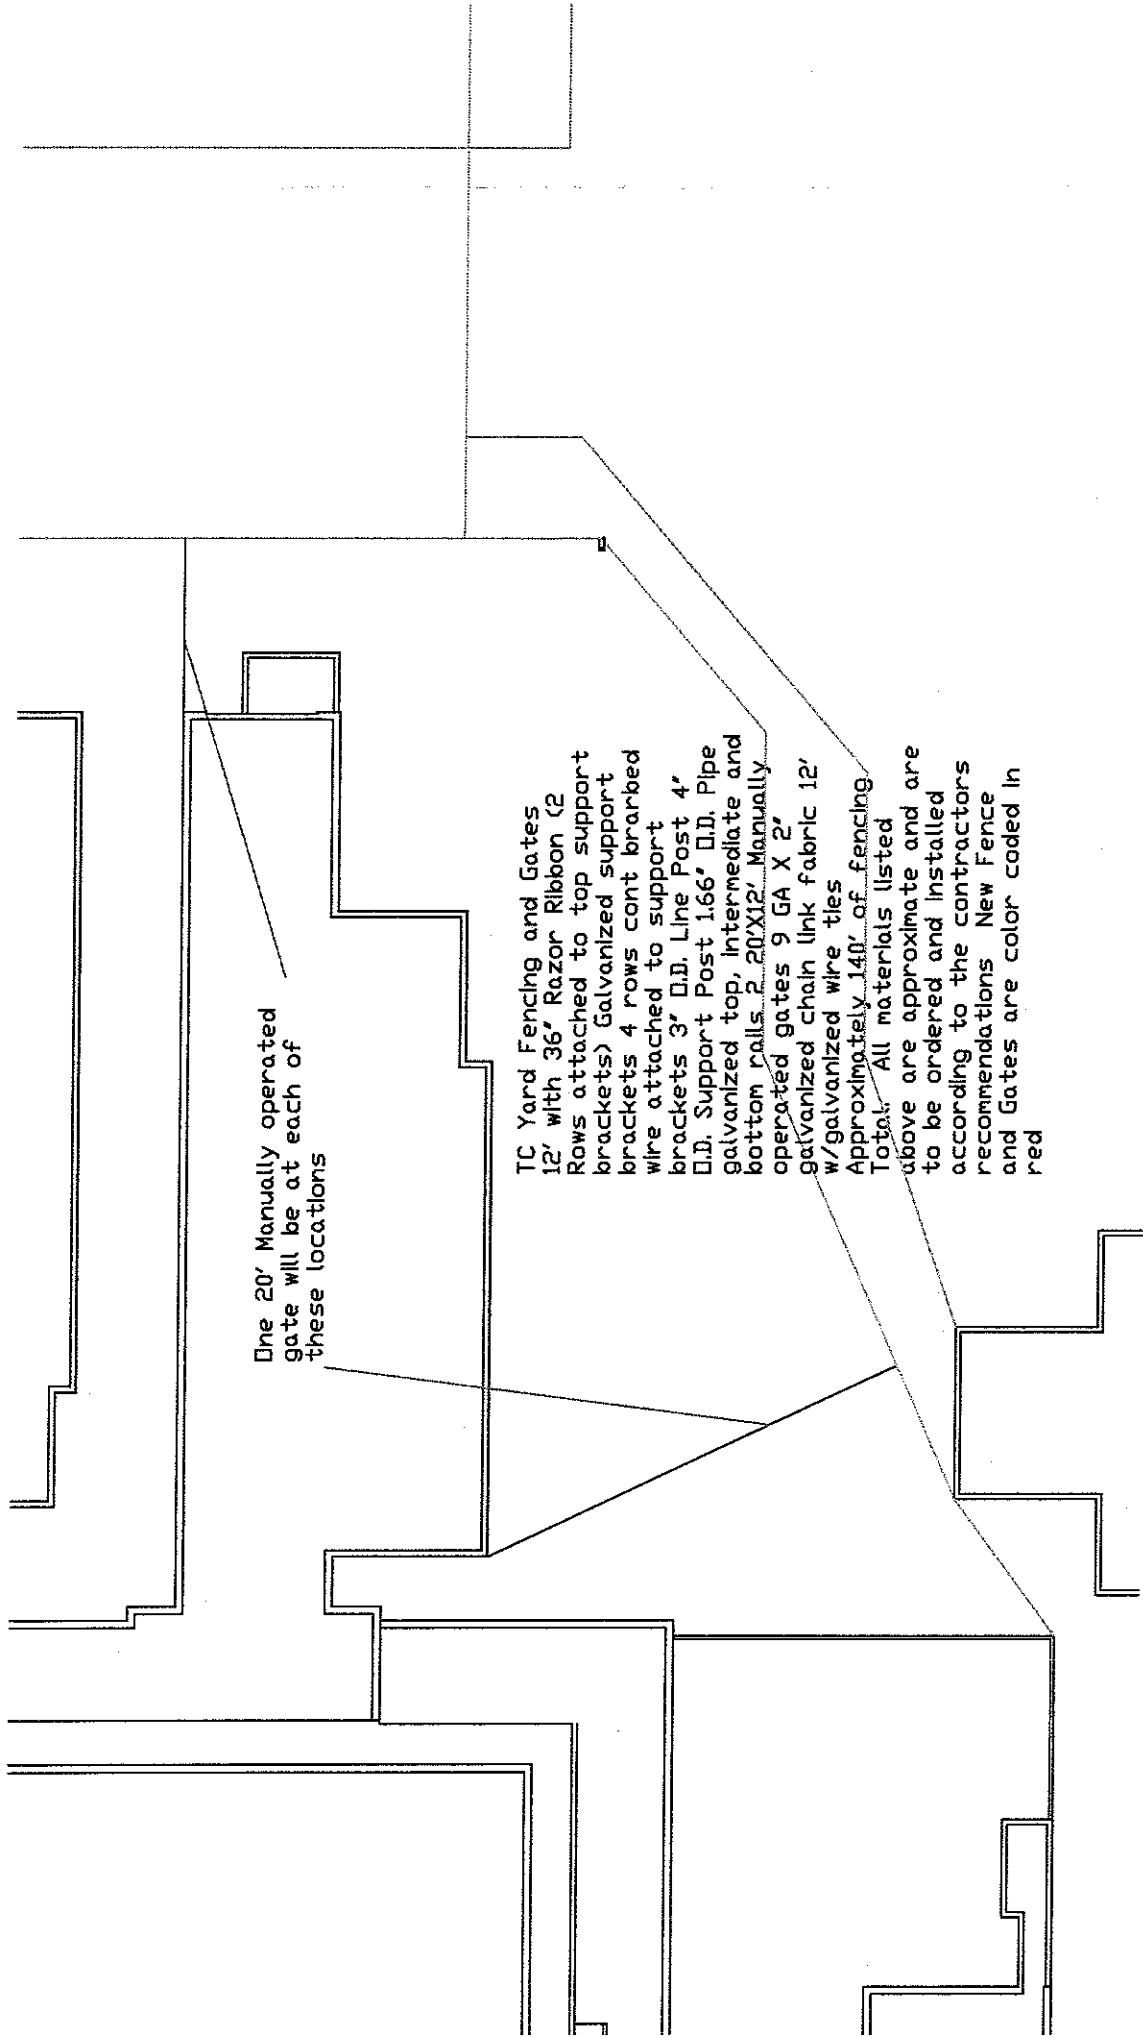 One 20' Manually operated
gate will be at each of
these locations
TC Yard Fencing and Gates
12' with 36" Razor Ribbon (2
Rows attached to top support
brackets) Galvanized support
brackets 4 rows cont brarbed
wire attached to support
brackets 3" O.D. Line Post 4"
O.D. Support Post 1.66" O.D. Pipe
galvanized top, intermediate and
bottom rails 2 20'X12' Manually
operated gates 9 GA X 2"
galvanized chain link fabric 12'
w/galvanized wire ties
Approximately 140' of fencing
Total. All materials listed
above are approximate and are
to be ordered and installed
according to the contractors
recommendations New Fence
and Gates are color coded in
red